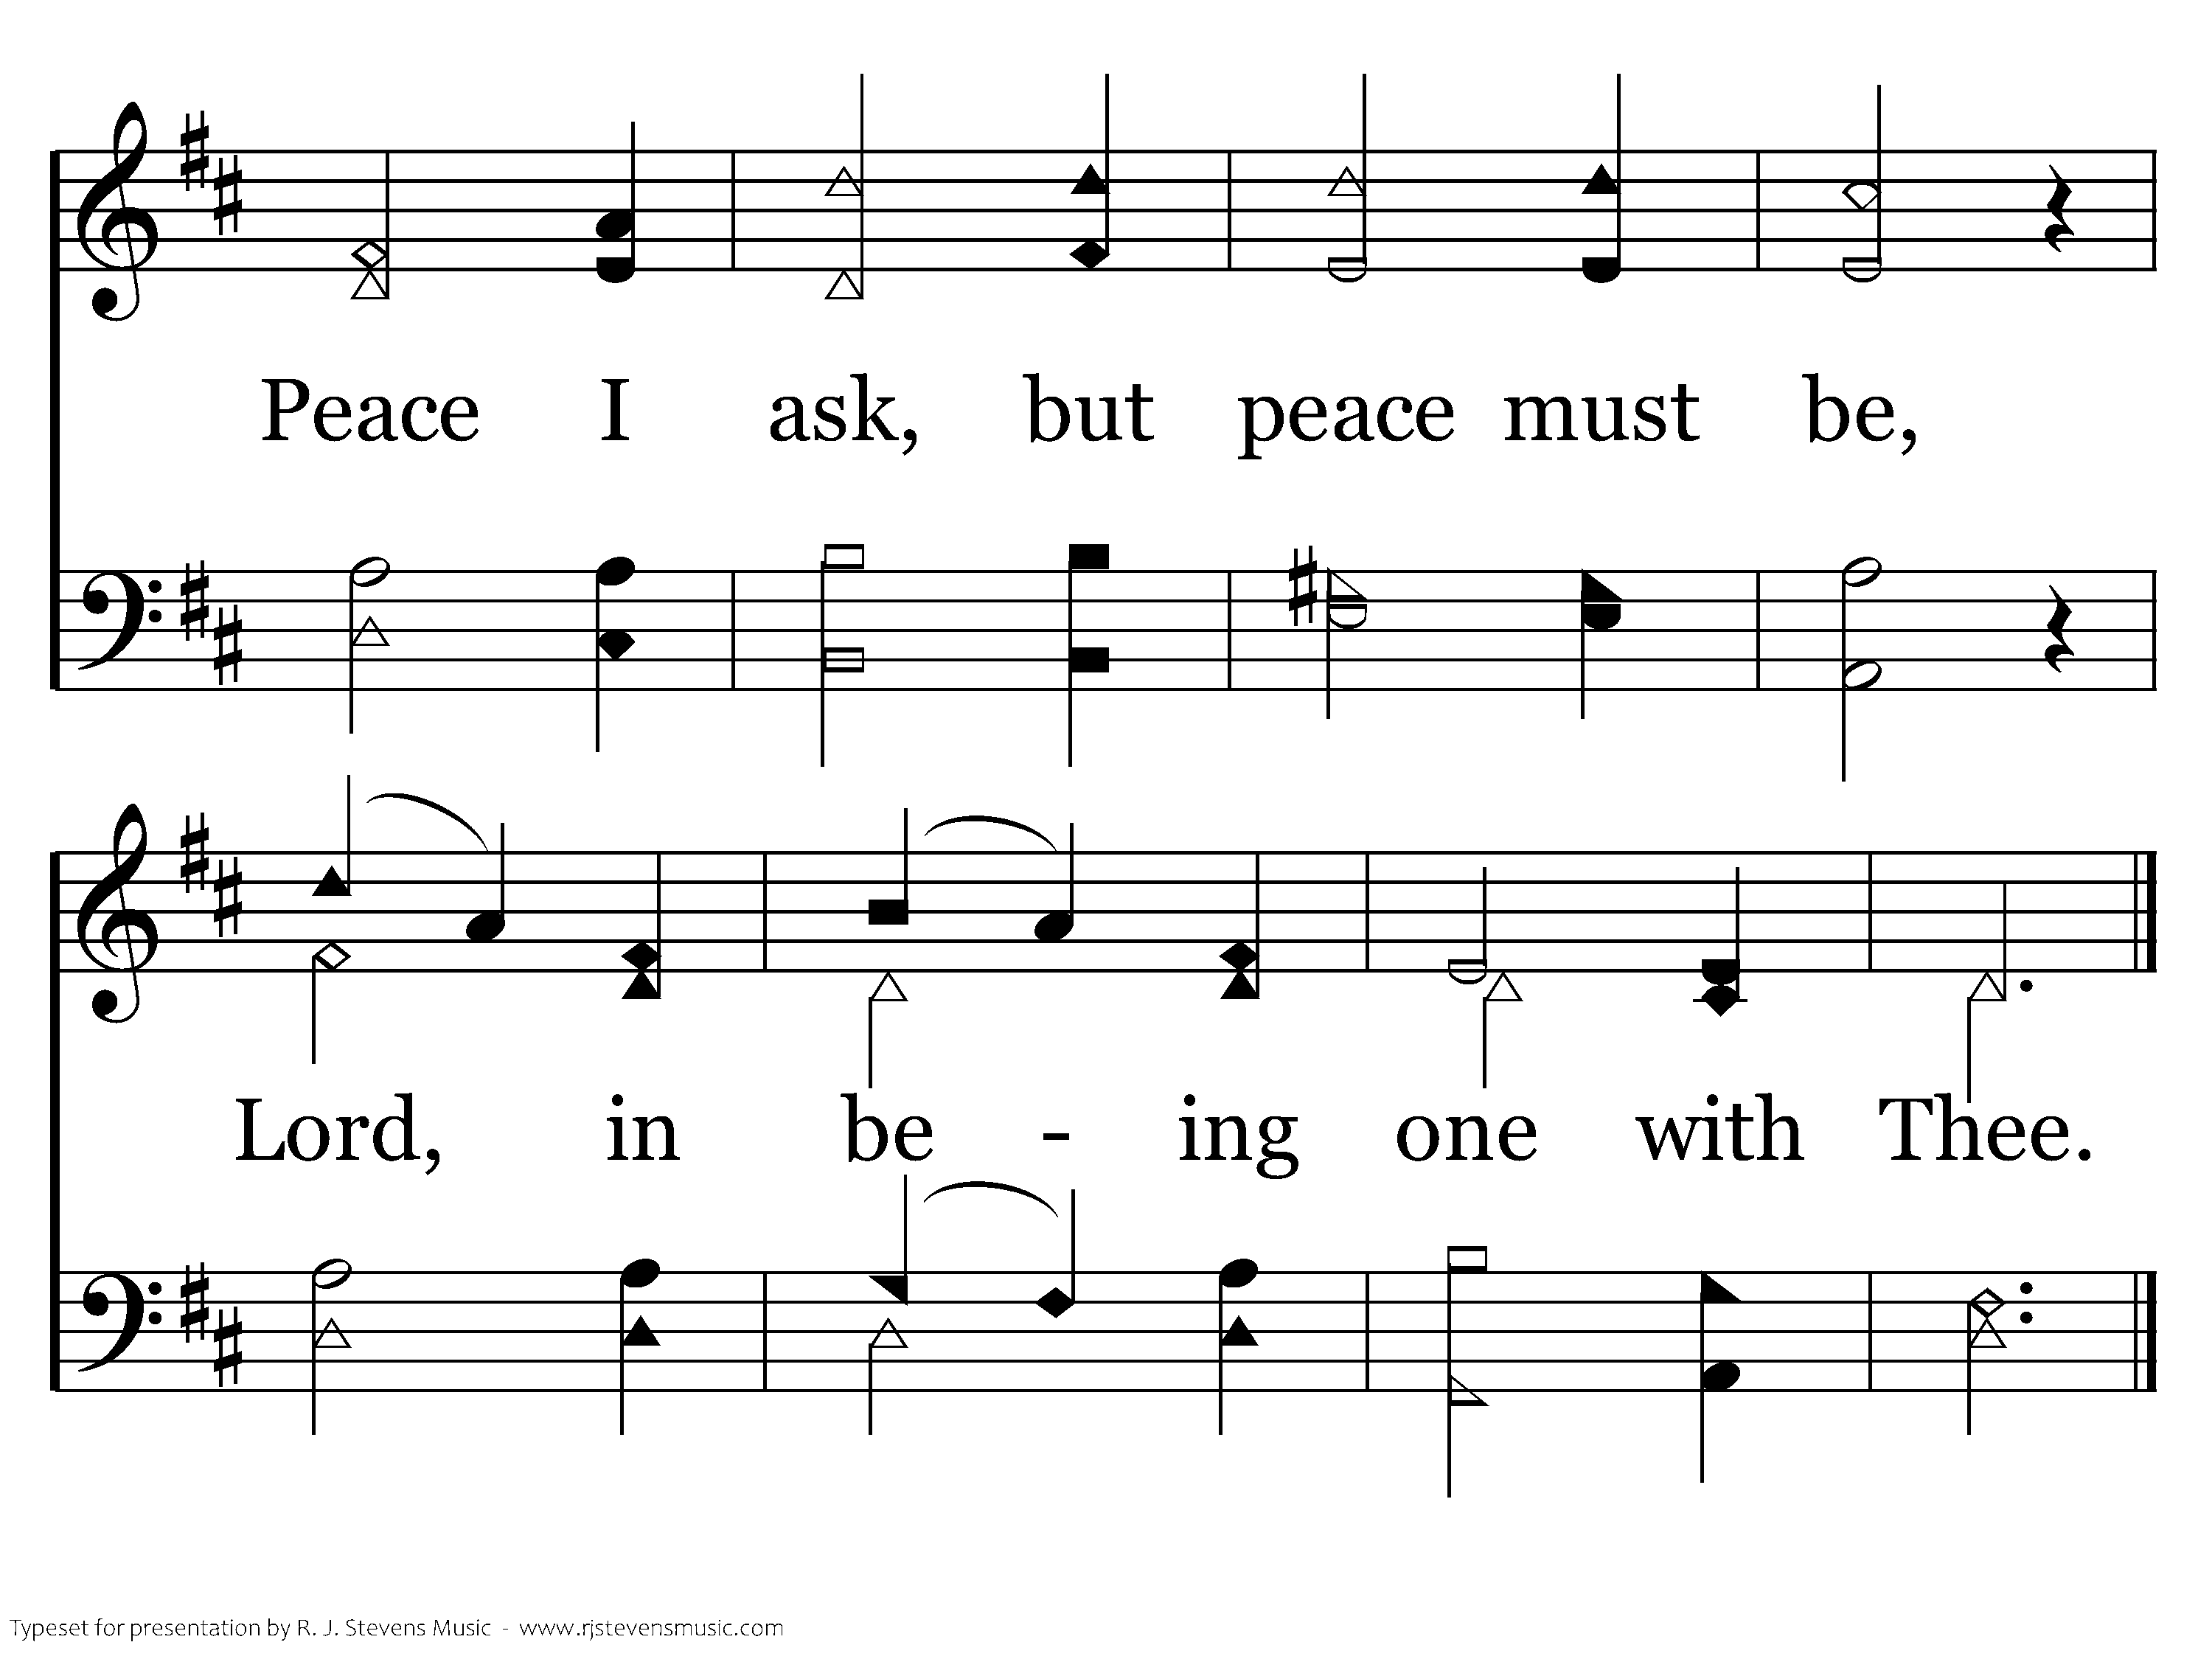 Peace I ask, but peace must be,
Lord, in be - ing one with Thee.
Typeset for presentation by R. J. Stevens Music - www.rjstevensmusic.com